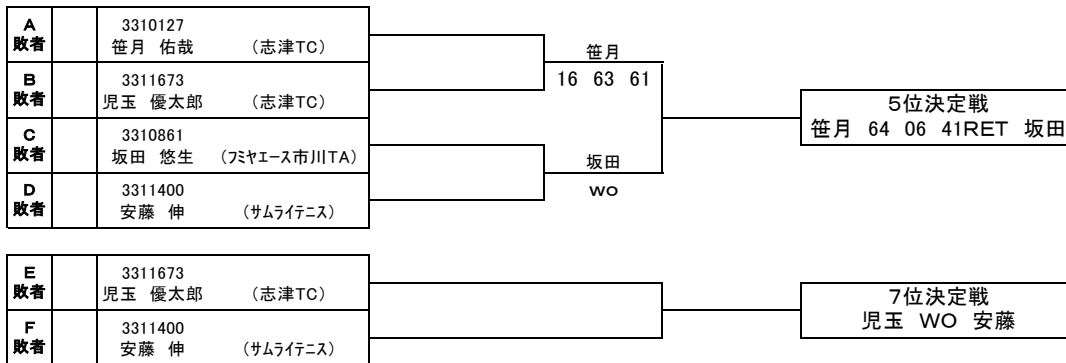 A
敗者
3310127
笹月 佑哉 （志津TC）
B
敗者
3311673
児玉 優太郎 （志津TC）
C
敗者
3310861
坂田 悠生 （フミヤエース市川TA）
D
敗者
3311400
安藤 伸 （サムライテニス）
笹月
16 63 61
坂田
WO
5位決定戦
笹月 64 06 41RET 坂田
E
敗者
3311673
児玉 優太郎 （志津TC）
F
敗者
3311400
安藤 伸 （サムライテニス）
7位決定戦
児玉 WO 安藤